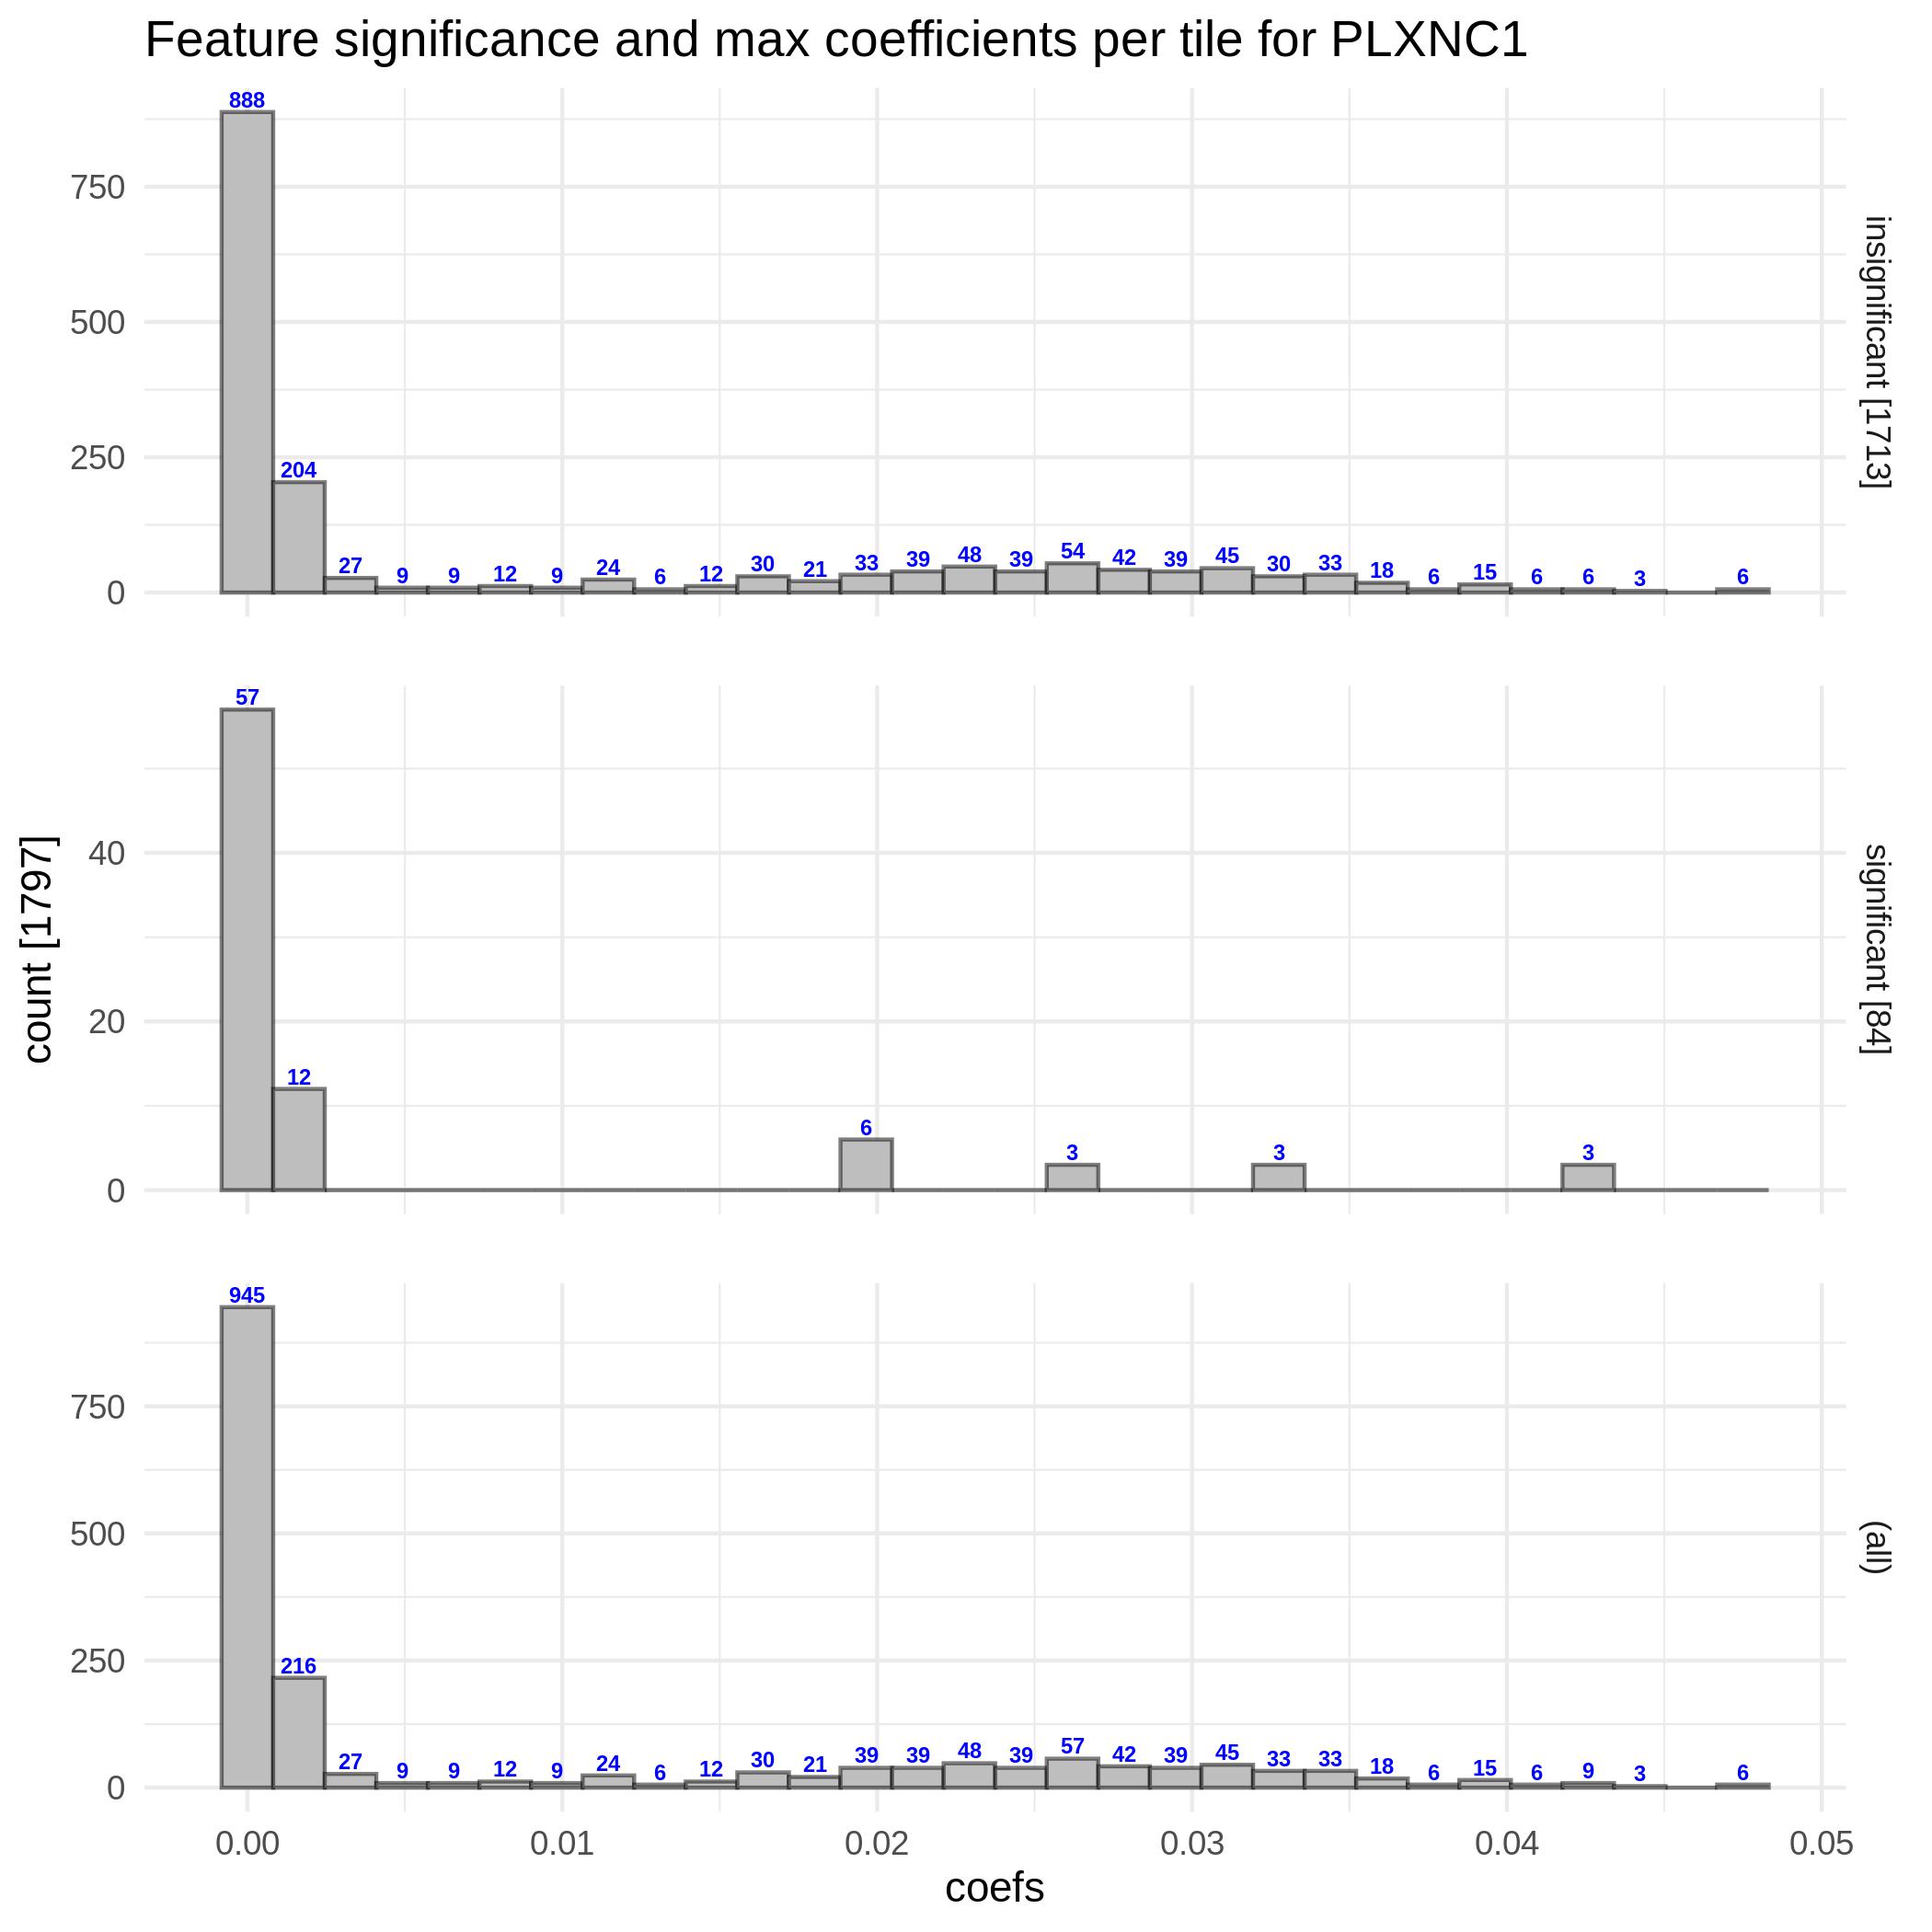 Feature significance and max coefficients per tile for PLXNC1
888
750
500
250
0
204
27 9 9 12 9 24 6 12 30 21 33 39 48 39 54 42 39 45 30 33 18 6 15 6 6 3 6
insignificant [1713]
57
40
20
0
12
6
3
3
3
significant [84]
count [1797]
945
750
500
250
0
216
27 9 9 12 9 24 6 12 30 21 39 39 48 39 57 42 39 45 33 33 18 6 15 6 9 3 6
(all)
0.00 0.01 0.02 0.03 0.04 0.05
coefs